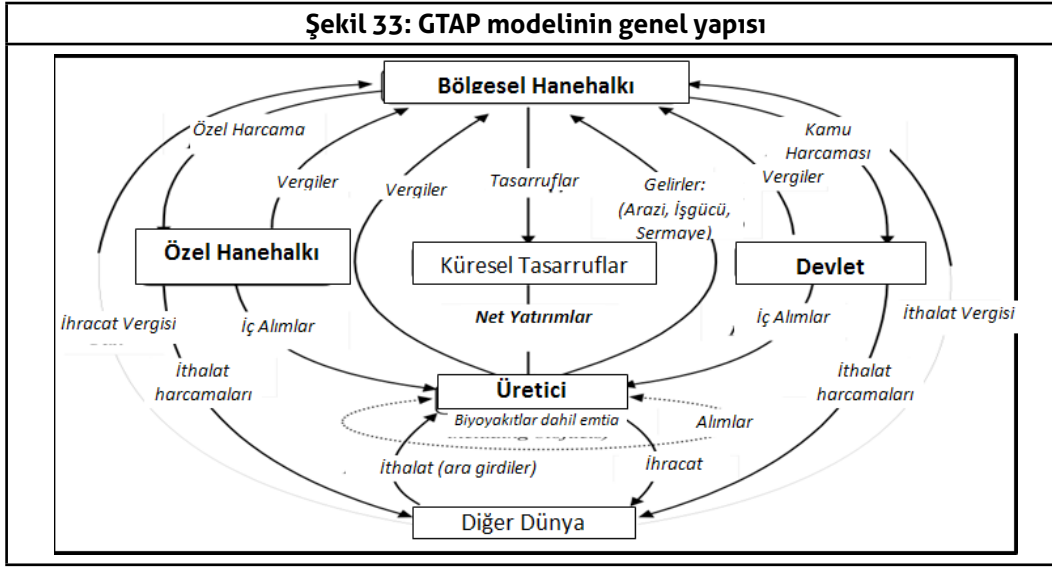 Şekil 33: GTAP modelinin genel yapısı
Bölgesel Hanehalkı
Özel Harcama
Kamu
Harcaması
Vergiler
Vergiler
Tasarruflar
Gelirler:
(Arazi, İşgücü,
Sermaye)
Vergiler
Özel Hanehalkı
Küresel Tasarruflar
Devlet
İhracat Vergisi
İç Alımlar
Net Yatırımlar
İç Alımlar
İthalat Vergisi
İthalat
harcamaları
İthalat
harcamaları
Üretici
Biyoyakıtlar dahil emtia
Alımlar
İthalat (ara girdiler)
İhracat
Diğer Dünya